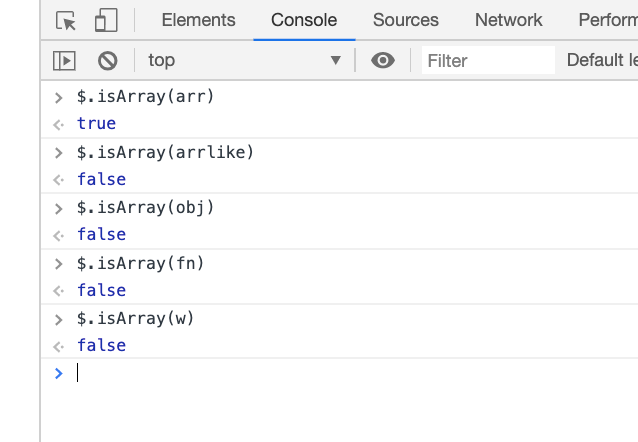 Elements Console Sources Network Perform
top Filter Default le
> $.isArray(arr)
<· true
> $.isArray(arrlike)
<· false
> $.isArray(obj)
<· false
> $.isArray(fn)
<· false
> $.isArray(w)
<· false
>